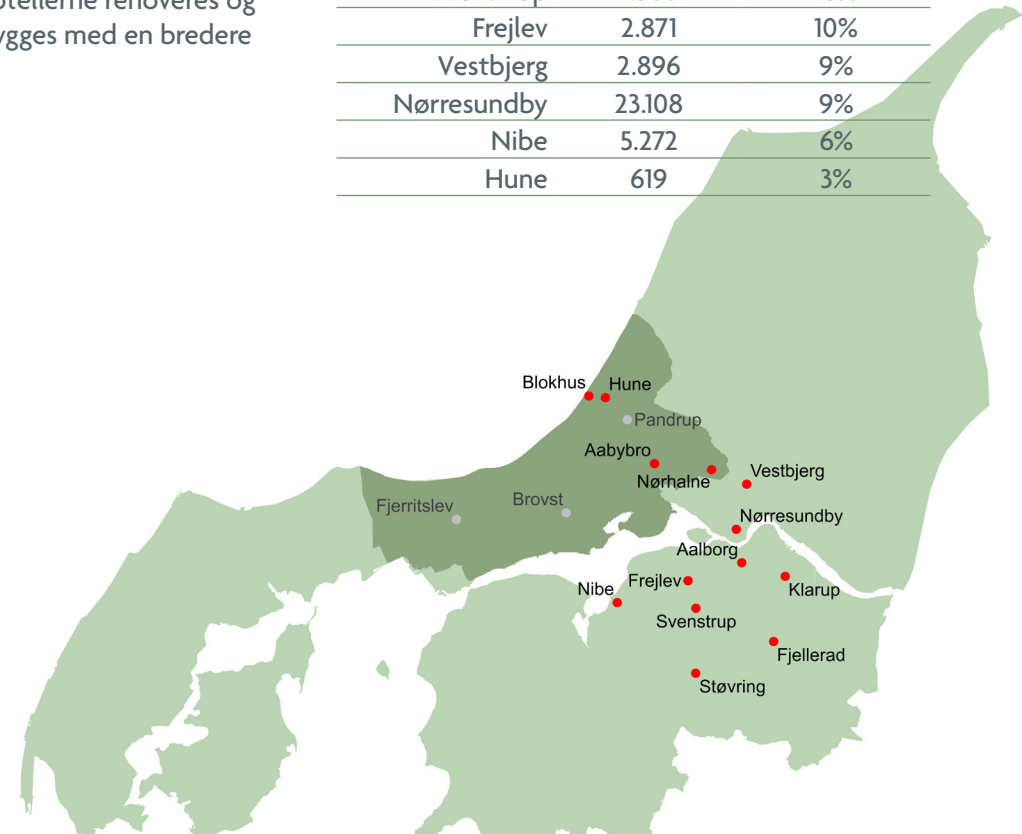 renoveres og
med en bredere
Frejlev 2.871 10%
Vestbjerg 2.896 9%
Nørresundby 23.108 9%
Nibe 5.272 6%
Hune 619 3%
Blokhus
Hune
Pandrup
Aabybro
Nørhalne
Vestbjerg
Fjerritslev
Brovst
Nørresundby
Aalborg
Frejlev
Klarup
Nibe
Svenstrup
Fjellerad
Støvring